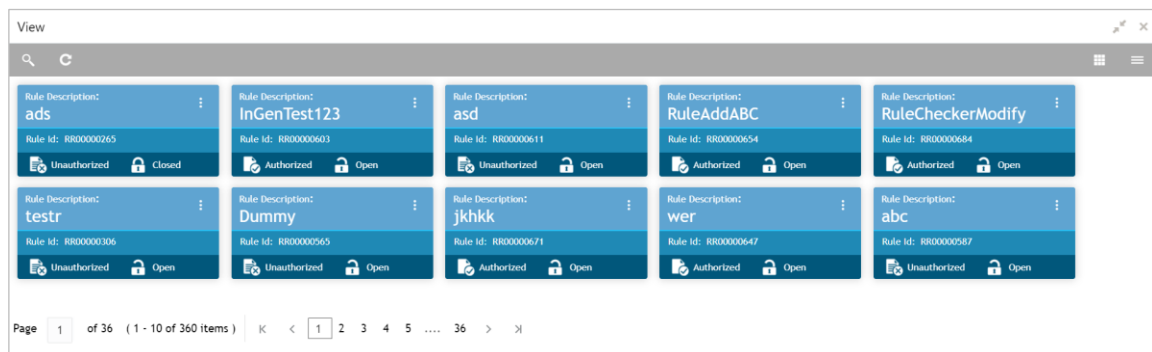 View
Rule Description:
ads
Rule Id: RR00000265
Unauthorized Closed
Rule Description:
InGenTest123
Rule Id: RR00000603
Authorized Open
Rule Description:
asd
Rule Id: RR00000611
Unauthorized Open
Rule Description:
RuleAddABC
Rule Id: RR00000654
Authorized Open
Rule Description:
RuleCheckerModify
Rule Id: RR00000684
Authorized Open
Rule Description:
testr
Rule Id: RR00000306
Unauthorized Open
Rule Description:
Dummy
Rule Id: RR00000565
Unauthorized Open
Rule Description:
jkhkk
Rule Id: RR00000671
Authorized Open
Rule Description:
wer
Rule Id: RR00000647
Authorized Open
Rule Description:
abc
Rule Id: RR00000587
Unauthorized Open
Page 1 of 36 ( 1 - 10 of 360 items ) 1 2 3 4 5 .... 36